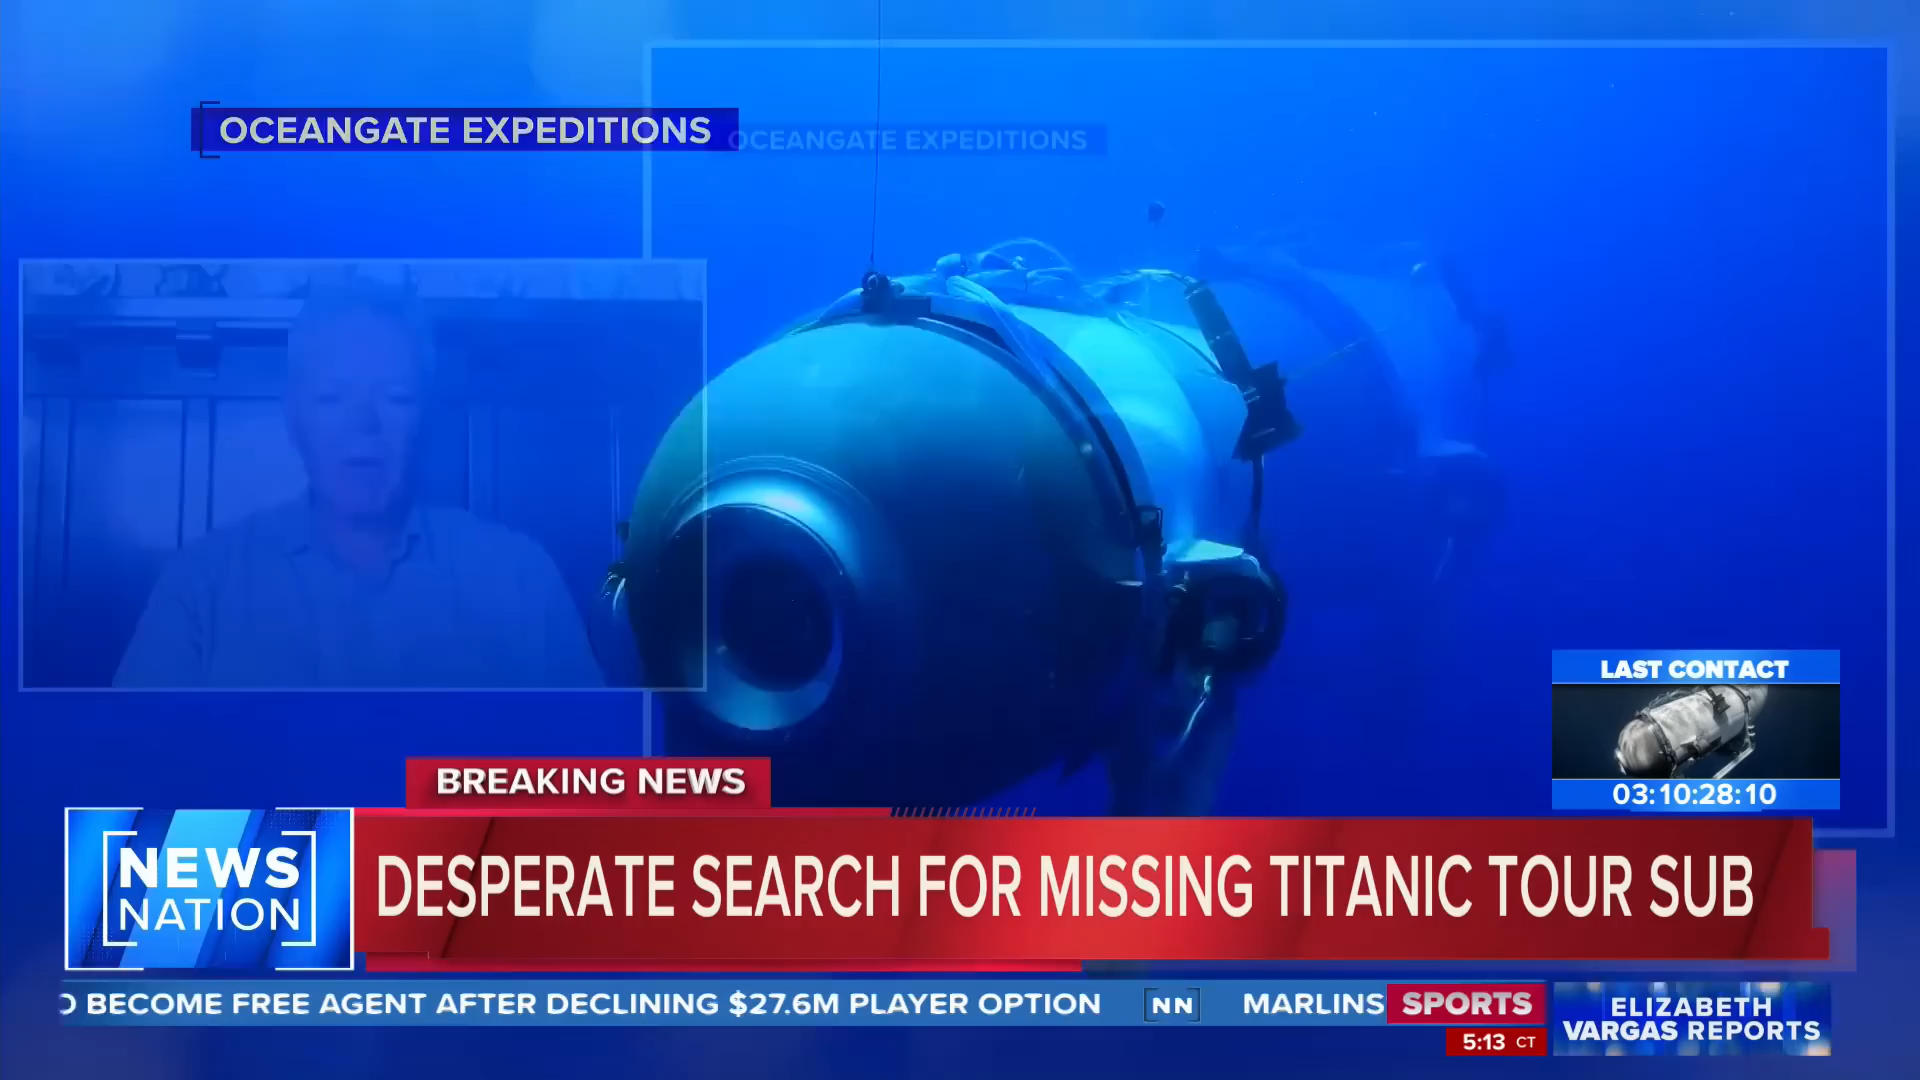 OCEANGATE EXPEDITIONS
OCEANGATE EXPEDITIONS
LAST CONTACT
03:10:28:10
BREAKING NEWS
NEWS
NATION
DESPERATE SEARCH FOR MISSING TITANIC TOUR SUB
BECOME FREE AGENT AFTER DECLINING $27.6M PLAYER OPTION
NN
MARLINS
SPORTS
5:13 CT
ELIZABETH
VARGAS REPORTS